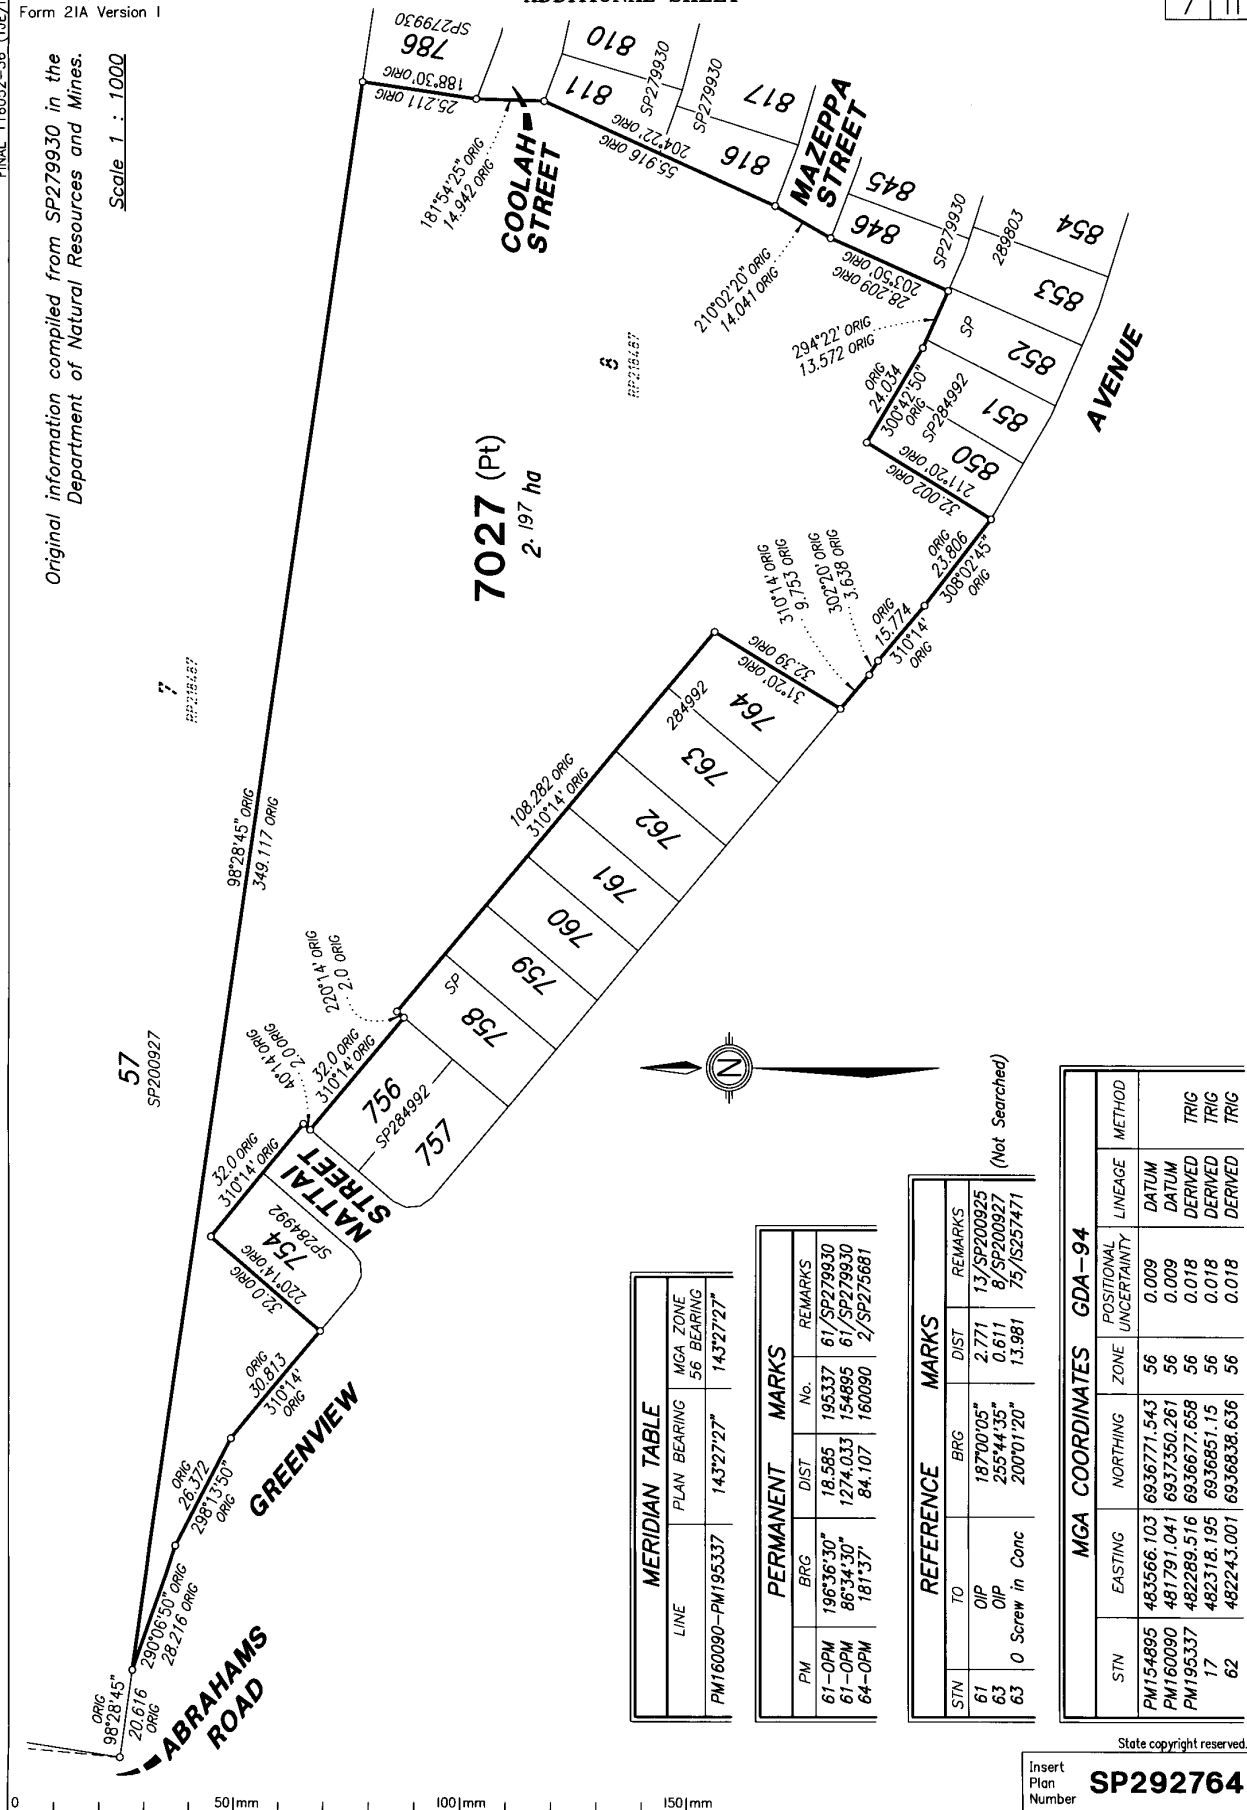 Form 21A Version 1
ADDITIONAL SHEET
7 11
Original information compiled from SP279930 in the
Department of Natural Resources and Mines.
Scale 1 : 1000
786
SP279930
188°30' ORIG
25.211 ORIG
181°54'25" ORIG
14.942 ORIG
COOLAH
STREET
810
811
SP279930
204°22' ORIG
55.916 ORIG
SP279930
817
816
MAZEPPA
STREET
210°02'20" ORIG
14.041 ORIG
845
846
SP279930
203°50' ORIG
28.209 ORIG
289803
854
853
SP
852
294°22' ORIG
13.572 ORIG
ORIG
24.034
300°42'50"
ORIG
SP284992
851
850
211°20' ORIG
32.002 ORIG
AVENUE
8
RP218487
7
RP218487
7027 (Pt)
2.197 ha
ORIG
23.806
308°02'45"
ORIG
ORIG
15.774
310°14'
ORIG
302°20' ORIG
3.638 ORIG
310°14' ORIG
9.753 ORIG
31°20' ORIG
32.39 ORIG
284992
764
763
762
761
760
759
SP
758
108.282 ORIG
310°14' ORIG
98°28'45" ORIG
349.117 ORIG
220°14' ORIG
2.0 ORIG
40°14' ORIG
2.0 ORIG
32.0 ORIG
310°14' ORIG
756
SP284992
757
57
SP200927
32.0 ORIG
310°14' ORIG
NATTAI
STREET
754
SP284992
220°14' ORIG
32.0 ORIG
ORIG
30.813
310°14'
ORIG
GREENVIEW
ORIG
26.372
298°13'50"
ORIG
290°06'50" ORIG
28.216 ORIG
ORIG
98°28'45"
20.616
ORIG
ABRAHAMS
ROAD
N
MERIDIAN TABLE
LINE PLAN BEARING MGA ZONE 56 BEARING
PM160090-PM195337 143°27'27" 143°27'27"
PERMANENT MARKS
PM BRG DIST No. REMARKS
61-OPM 196°36'30" 18.585 195337 61/SP279930
61-OPM 86°34'30" 1274.033 154895 61/SP279930
64-OPM 181°37' 84.107 160090 2/SP275681
REFERENCE MARKS
STN TO BRG DIST REMARKS
61 OIP 187°00'05" 2.771 13/SP200925
63 OIP 255°44'35" 0.611 8/SP200927
63 O Screw in Conc 200°01'20" 13.981 75/IS257471
(Not Searched)
MGA COORDINATES GDA-94
STN EASTING NORTHING ZONE POSITIONAL UNCERTAINTY LINEAGE METHOD
PM154895 483566.103 6936771.543 56 0.009 DATUM
PM160090 481791.041 6937350.261 56 0.009 DATUM
PM195337 482289.516 6936677.658 56 0.018 DERIVED TRIG
17 482318.195 6936851.15 56 0.018 DERIVED TRIG
62 482243.001 6936838.636 56 0.018 DERIVED TRIG
State copyright reserved.
Insert
Plan
Number
SP292764
0 50 mm 100 mm 150 mm